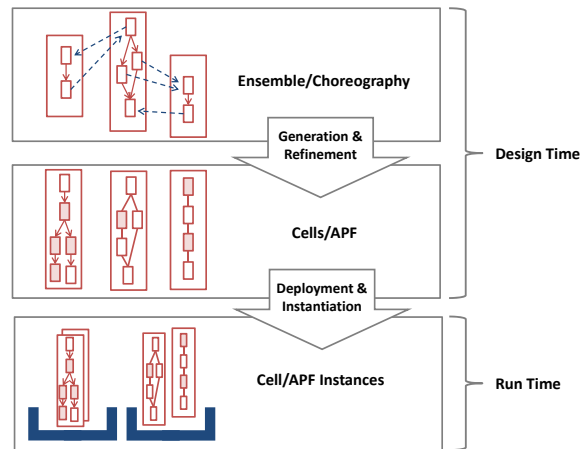 Ensemble/Choreography
Generation &
Refinement
Design Time
Cells/APF
Deployment &
Instantiation
Cell/APF Instances
Run Time